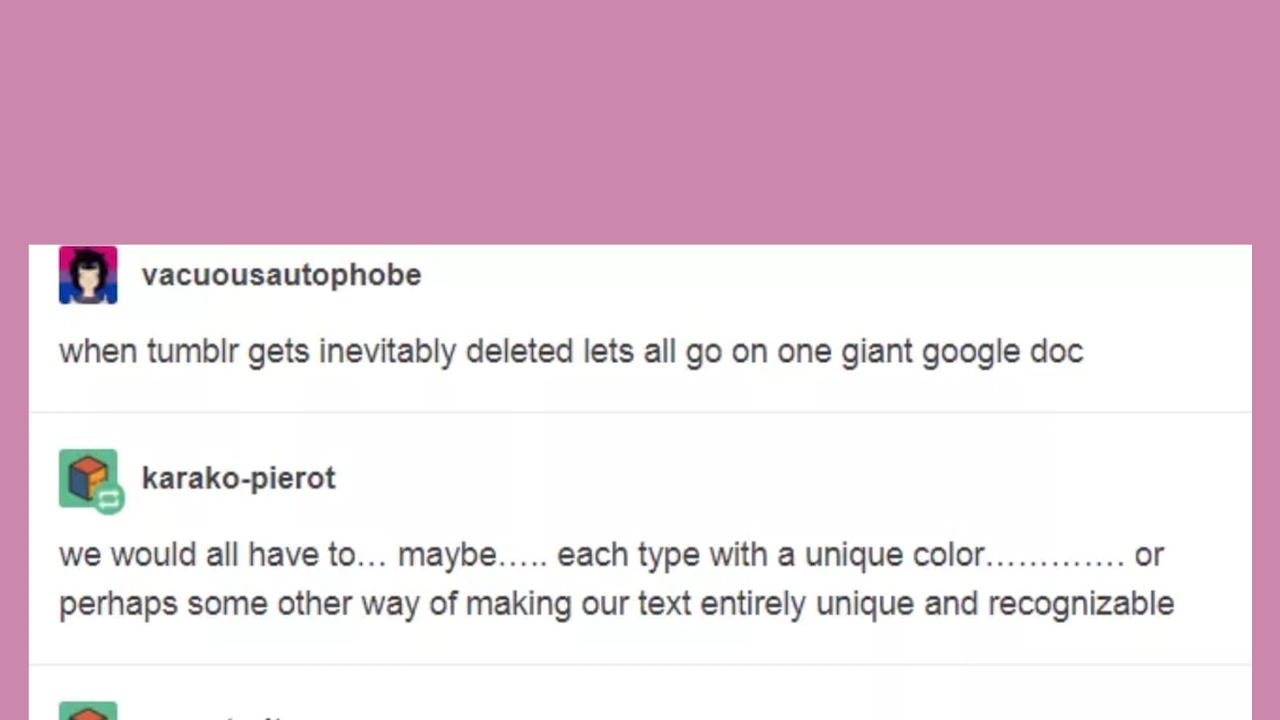 vacuousautophobe
when tumblr gets inevitably deleted lets all go on one giant google doc
karako-pierot
we would all have to… maybe….. each type with a unique color…………. or
perhaps some other way of making our text entirely unique and recognizable